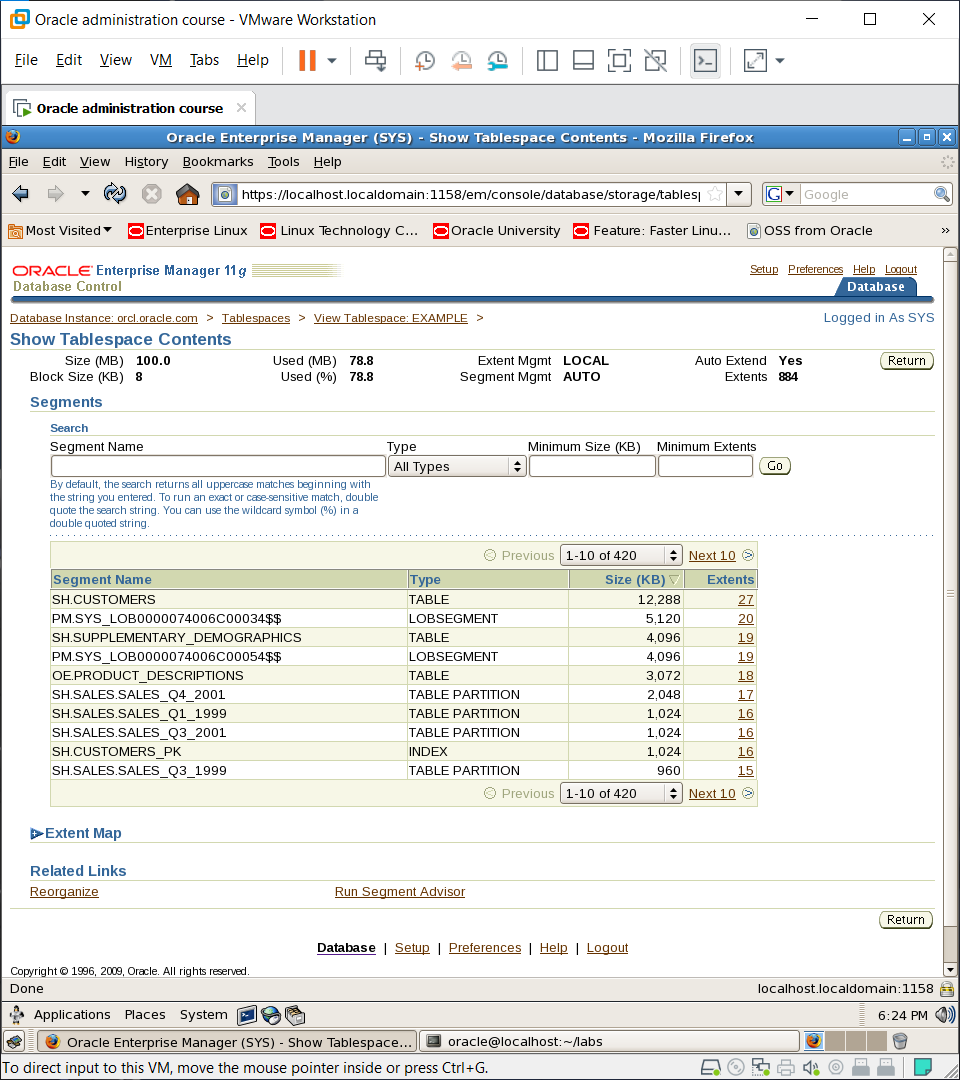 Oracle administration course - VMware Workstation
File Edit View VM Tabs Help
Oracle administration course
Oracle Enterprise Manager (SYS) - Show Tablespace Contents - Mozilla Firefox
File Edit View History Bookmarks Tools Help
https://localhost.localdomain:1158/em/console/database/storage/tablesp
G Google
Most Visited Enterprise Linux Linux Technology C... Oracle University Feature: Faster Linu... OSS from Oracle »
ORACLE Enterprise Manager 11g
Database Control
Setup Preferences Help Logout
Database
Database Instance: orcl.oracle.com > Tablespaces > View Tablespace: EXAMPLE >
Logged in As SYS
Show Tablespace Contents
Size (MB) 100.0 Used (MB) 78.8 Extent Mgmt LOCAL Auto Extend Yes Return
Block Size (KB) 8 Used (%) 78.8 Segment Mgmt AUTO Extents 884
Segments
Search
Segment Name Type Minimum Size (KB) Minimum Extents
All Types Go
By default, the search returns all uppercase matches beginning with
the string you entered. To run an exact or case-sensitive match, double
quote the search string. You can use the wildcard symbol (%) in a
double quoted string.
Previous 1-10 of 420 Next 10
Segment Name Type Size (KB) Extents
SH.CUSTOMERS TABLE 12,288 27
PM.SYS_LOB0000074006C00034$$ LOBSEGMENT 5,120 20
SH.SUPPLEMENTARY_DEMOGRAPHICS TABLE 4,096 19
PM.SYS_LOB0000074006C00054$$ LOBSEGMENT 4,096 19
OE.PRODUCT_DESCRIPTIONS TABLE 3,072 18
SH.SALES.SALES_Q4_2001 TABLE PARTITION 2,048 17
SH.SALES.SALES_Q1_1999 TABLE PARTITION 1,024 16
SH.SALES.SALES_Q3_2001 TABLE PARTITION 1,024 16
SH.CUSTOMERS_PK INDEX 1,024 16
SH.SALES.SALES_Q3_1999 TABLE PARTITION 960 15
Previous 1-10 of 420 Next 10
Extent Map
Related Links
Reorganize Run Segment Advisor
Return
Database | Setup | Preferences | Help | Logout
Copyright © 1996, 2009, Oracle. All rights reserved.
Done localhost.localdomain:1158
Applications Places System 6:24 PM
Oracle Enterprise Manager (SYS) - Show Tablespace... oracle@localhost:~/labs
To direct input to this VM, move the mouse pointer inside or press Ctrl+G.